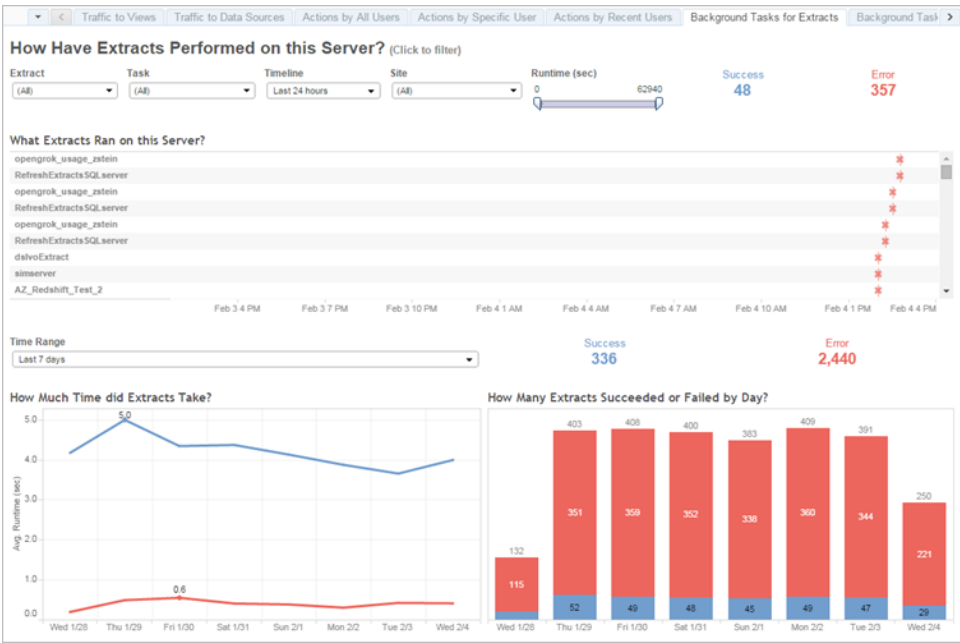 Traffic to Views Traffic to Data Sources Actions by All Users Actions by Specific User Actions by Recent Users Background Tasks for Extracts Background Task
How Have Extracts Performed on this Server? (Click to filter)
Extract Task Timeline Site Runtime (sec) Success Error
(All) (All) Last 24 hours (All) 0 62940 48 357
What Extracts Ran on this Server?
opengrok_usage_zstein
RefreshExtractsSQLserver
opengrok_usage_zstein
RefreshExtractsSQLserver
opengrok_usage_zstein
RefreshExtractsSQLserver
dslvoExtract
simserver
AZ_Redshift_Test_2
Feb 3 4 PM Feb 3 7 PM Feb 3 10 PM Feb 4 1 AM Feb 4 4 AM Feb 4 7 AM Feb 4 10 AM Feb 4 1 PM Feb 4 4 PM
Time Range Success Error
Last 7 days 336 2,440
How Much Time did Extracts Take?
Avg. Runtime (sec)
5.0
4.0
3.0
2.0
1.0
0.0
5.0
0.6
Wed 1/28 Thu 1/29 Fri 1/30 Sat 1/31 Sun 2/1 Mon 2/2 Tue 2/3 Wed 2/4
How Many Extracts Succeeded or Failed by Day?
132 403 408 400 383 409 391 250
115 351 359 352 338 360 344 221
52 49 48 45 49 47 29
Wed 1/28 Thu 1/29 Fri 1/30 Sat 1/31 Sun 2/1 Mon 2/2 Tue 2/3 Wed 2/4